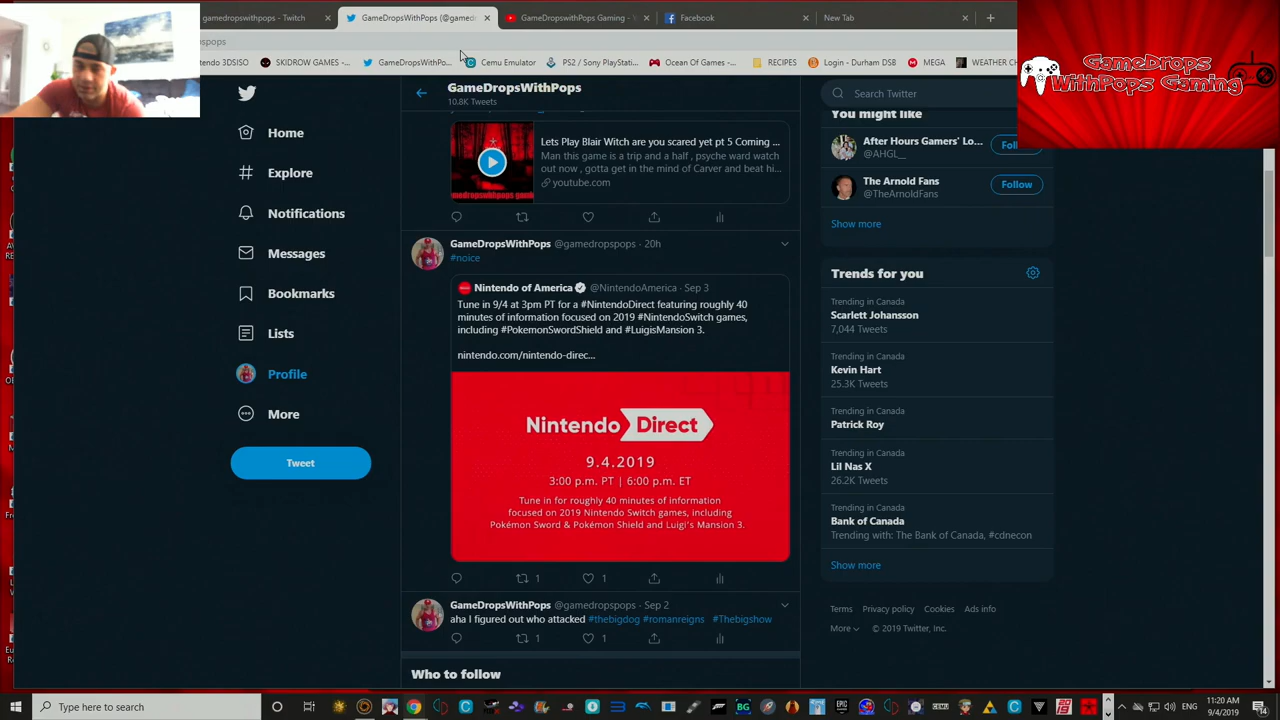 gamedropswithpops - Twitch
GameDropsWithPops (@gamed
GameDropswithPops Gaming -
Facebook
New Tab
pspops
ntendo 3DSISO
SKIDROW GAMES -...
GameDropsWithPo...
Cemu Emulator
PS2 / Sony PlayStati...
Ocean Of Games -...
RECIPES
Login - Durham DSB
MEGA
WEATHER CH
GameDrops
WithPops Gaming
GameDropsWithPops
10.8K Tweets
Search Twitter
Home
Explore
Notifications
Messages
Bookmarks
Lists
Profile
More
Tweet
Lets Play Blair Witch are you scared yet pt 5 Coming ...
Man this game is a trip and a half , psyche ward watch
out now , gotta get in the mind of Carver and beat hi...
youtube.com
GameDropsWithPops @gamedropspops · 20h
#noice
Nintendo of America @NintendoAmerica · Sep 3
Tune in 9/4 at 3pm PT for a #NintendoDirect featuring roughly 40
minutes of information focused on 2019 #NintendoSwitch games,
including #PokemonSwordShield and #LuigisMansion 3.
nintendo.com/nintendo-direc...
Nintendo Direct
9.4.2019
3:00 p.m. PT | 6:00 p.m. ET
Tune in for roughly 40 minutes of information
focused on 2019 Nintendo Switch games, including
Pokémon Sword & Pokémon Shield and Luigi's Mansion 3.
1
1
GameDropsWithPops @gamedropspops · Sep 2
aha I figured out who attacked #thebigdog #romanreigns #Thebigshow
1
1
Who to follow
You might like
After Hours Gamers' Lo...
@AHGL__
Foll
The Arnold Fans
@TheArnoldFans
Follow
Show more
Trends for you
Trending in Canada
Scarlett Johansson
7,044 Tweets
Trending in Canada
Kevin Hart
25.3K Tweets
Trending in Canada
Patrick Roy
Trending in Canada
Lil Nas X
26.2K Tweets
Trending in Canada
Bank of Canada
Trending with: The Bank of Canada, #cdnecon
Show more
Terms Privacy policy Cookies Ads info
More © 2019 Twitter, Inc.
Type here to search
11:20 AM
9/4/2019
14